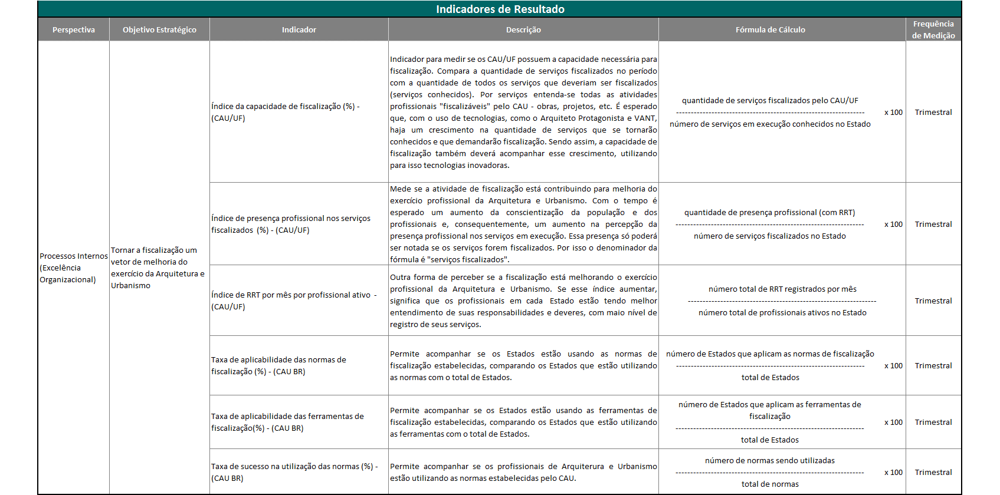 Indicadores de Resultado
Perspectiva
Objetivo Estratégico
Indicador
Descrição
Fórmula de Cálculo
Frequência
de Medição
Processos Internos
(Excelência
Organizacional)
Tornar a fiscalização um
vetor de melhoria do
exercício da Arquitetura e
Urbanismo
Índice da capacidade de fiscalização (%) -
(CAU/UF)
Indicador para medir se os CAU/UF possuem a capacidade necessária para
fiscalização. Compara a quantidade de serviços fiscalizados no período
com a quantidade de todos os serviços que deveriam ser fiscalizados
(serviços conhecidos). Por serviços entenda-se todas as atividades
profissionais "fiscalizáveis" pelo CAU - obras, projetos, etc. É esperado
que, com o uso de tecnologias, como o Arquiteto Protagonista e VANT,
haja um crescimento na quantidade de serviços que se tornarão
conhecidos e que demandarão fiscalização. Sendo assim, a capacidade de
fiscalização também deverá acompanhar esse crescimento, utilizando
para isso tecnologias inovadoras.
quantidade de serviços fiscalizados pelo CAU/UF
----------------------------------------------------------------
número de serviços em execução conhecidos no Estado
x 100
Trimestral
Índice de presença profissional nos serviços
fiscalizados (%) - (CAU/UF)
Mede se a atividade de fiscalização está contribuindo para melhoria do
exercício profissional da Arquitetura e Urbanismo. Com o tempo é
esperado um aumento da conscientização da população e dos
profissionais e, consequentemente, um aumento na percepção da
presença profissional nos serviços em execução. Essa presença só poderá
ser notada se os serviços forem fiscalizados. Por isso o denominador da
fórmula é "serviços fiscalizados".
quantidade de presença profissional (com RRT)
----------------------------------------------------------------
número de serviços fiscalizados no Estado
x 100
Trimestral
Índice de RRT por mês por profissional ativo -
(CAU/UF)
Outra forma de perceber se a fiscalização está melhorando o exercício
profissional da Arquitetura e Urbanismo. Se esse índice aumentar,
significa que os profissionais em cada Estado estão tendo melhor
entendimento de suas responsabilidades e deveres, com maio nível de
registro de seus serviços.
número total de RRT registrados por mês
----------------------------------------------------------------
número total de profissionais ativos no Estado
Trimestral
Taxa de aplicabilidade das normas de
fiscalização (%) - (CAU BR)
Permite acompanhar se os Estados estão usando as normas de
fiscalização estabelecidas, comparando os Estados que estão utilizando
as normas com o total de Estados.
número de Estados que aplicam as normas de fiscalização
----------------------------------------------------------------
total de Estados
x 100
Trimestral
Taxa de aplicabilidade das ferramentas de
fiscalização(%) - (CAU BR)
Permite acompanhar se os Estados estão usando as ferramentas de
fiscalização estabelecidas, comparando os Estados que estão utilizando
as ferramentas com o total de Estados.
número de Estados que aplicam as ferramentas de
fiscalização
----------------------------------------------------------------
total de Estados
x 100
Trimestral
Taxa de sucesso na utilização das normas (%) -
(CAU BR)
Permite acompanhar se os profissionais de Arquiterura e Urbanismo
estão utilizando as normas estabelecidas pelo CAU.
número de normas sendo utilizadas
----------------------------------------------------------------
total de normas
x 100
Trimestral